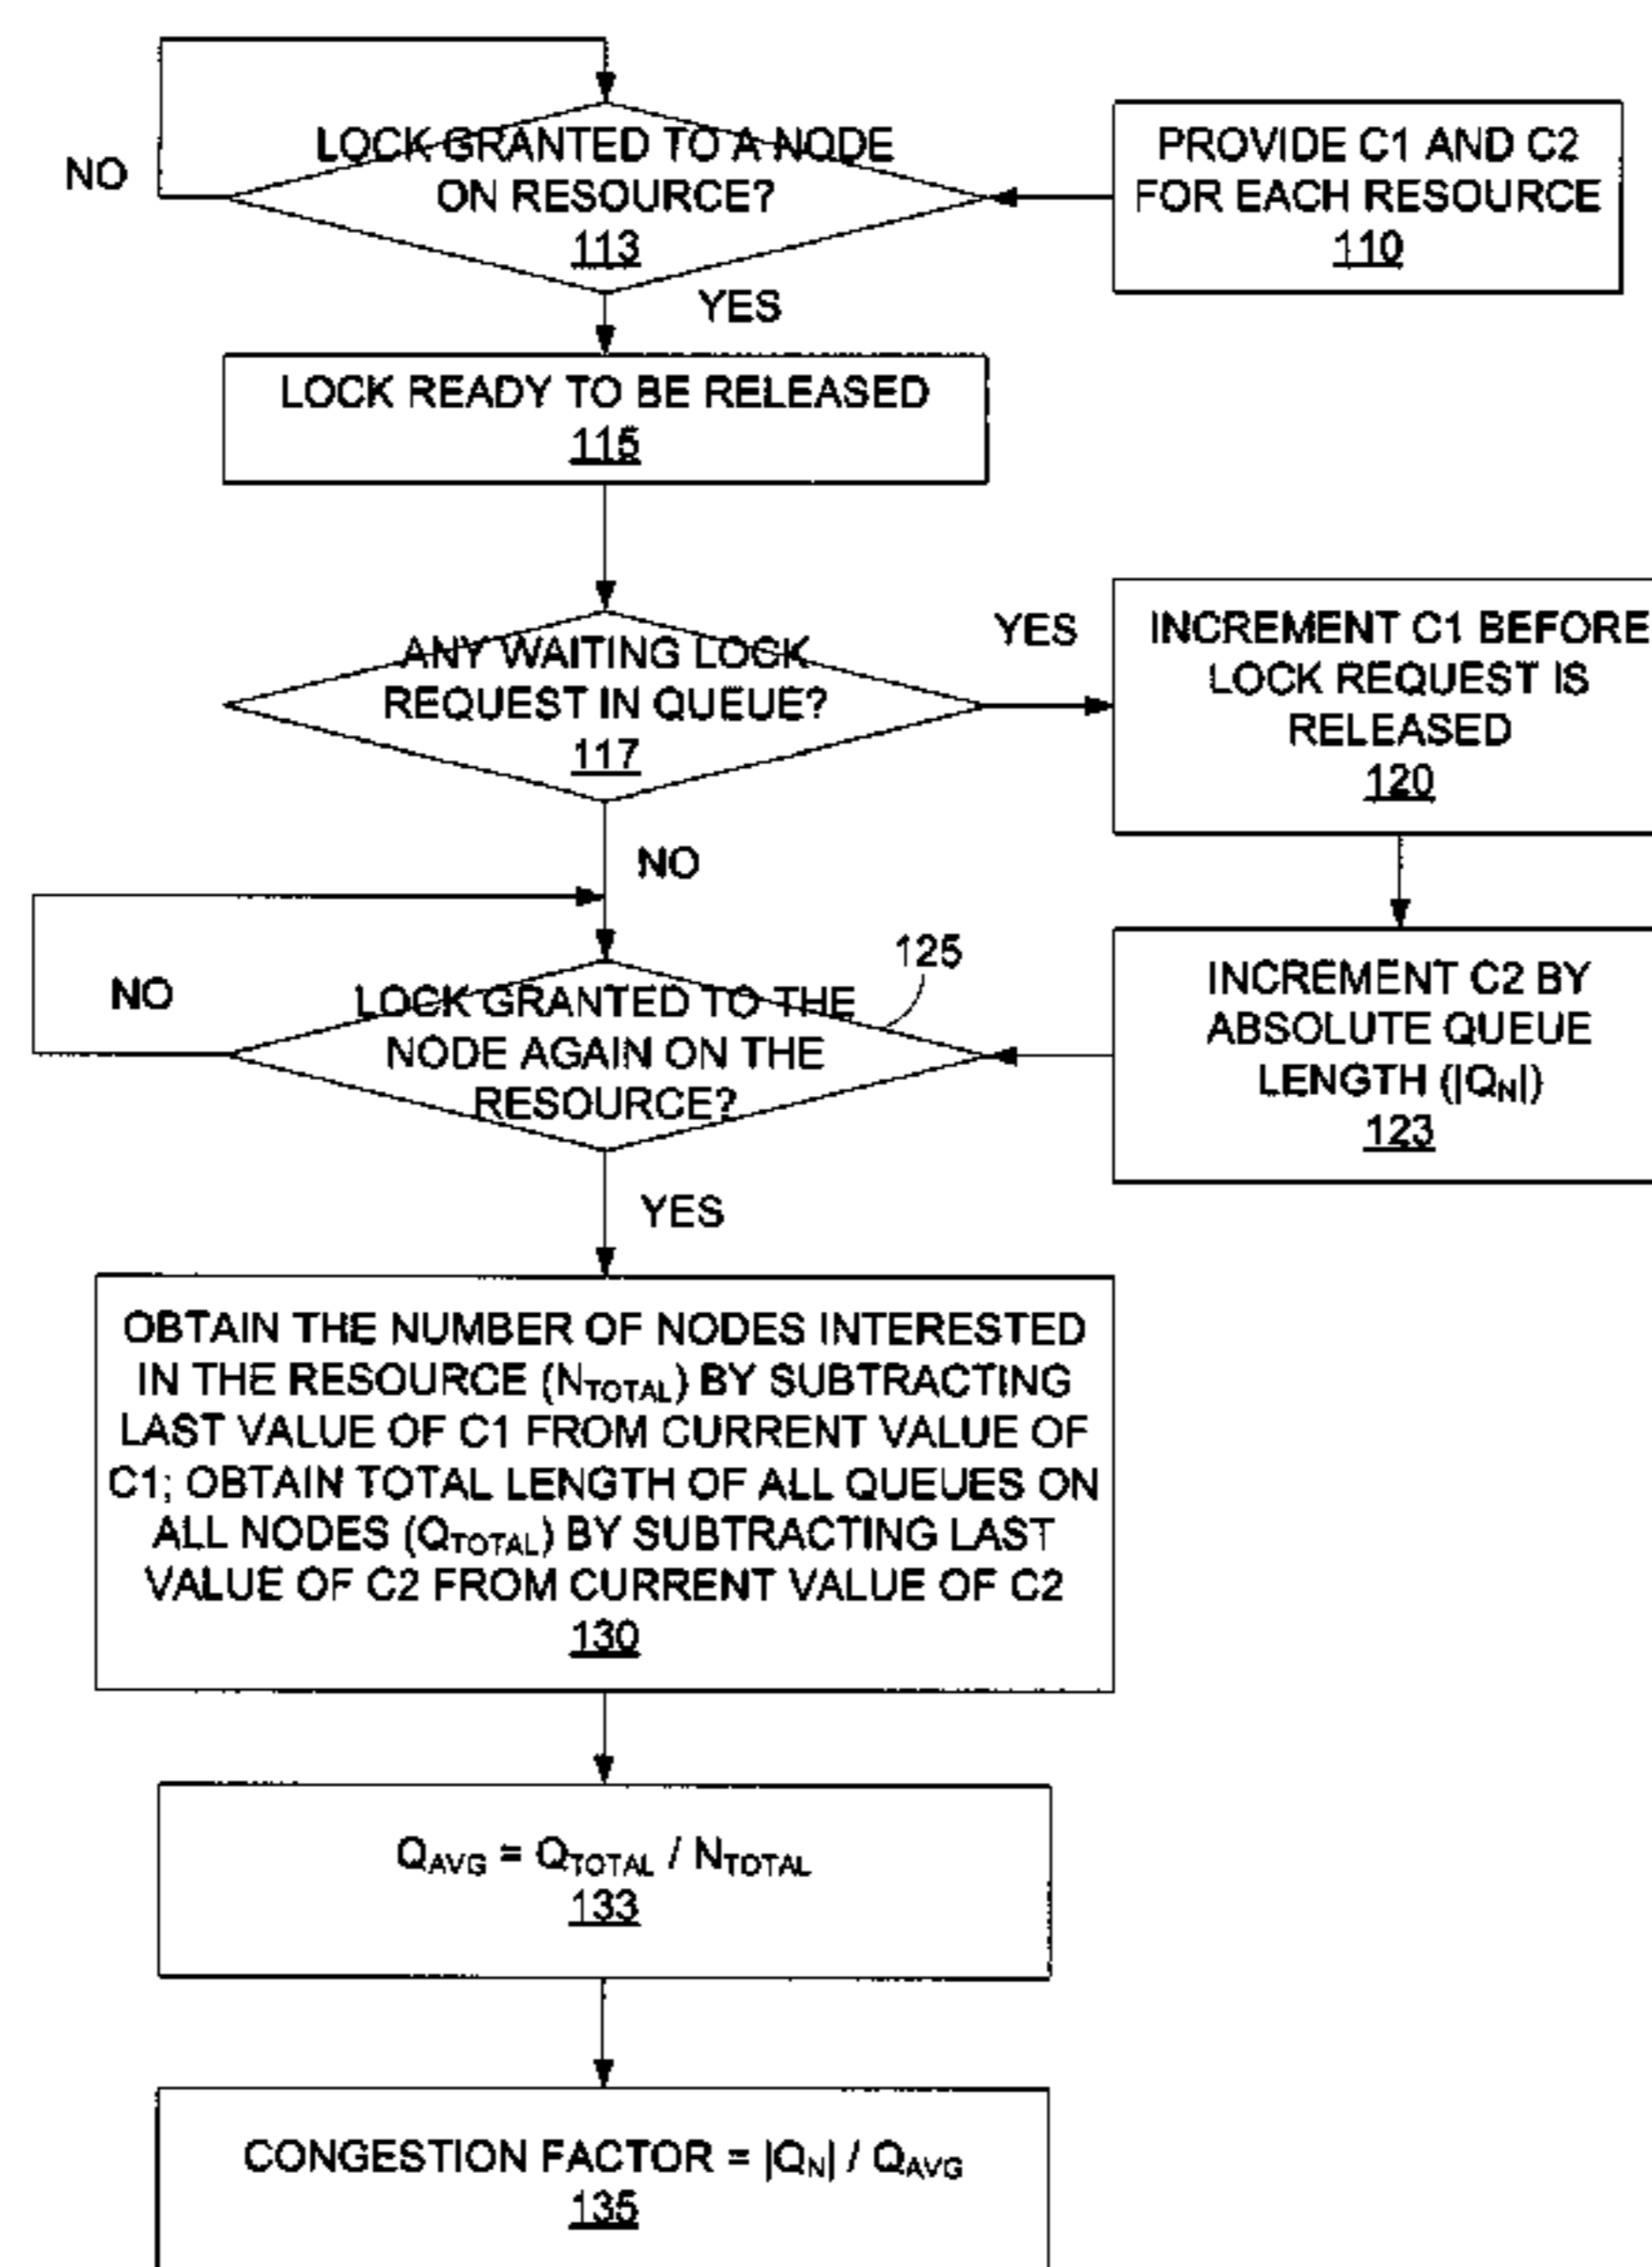 PROVIDE C1 AND C2
FOR EACH RESOURCE
110
LOCK GRANTED TO A NODE
ON RESOURCE?
113
NO
YES
LOCK READY TO BE RELEASED
115
ANY WAITING LOCK
REQUEST IN QUEUE?
117
YES
INCREMENT C1 BEFORE
LOCK REQUEST IS
RELEASED
120
NO
INCREMENT C2 BY
ABSOLUTE QUEUE
LENGTH (|QN|)
123
125
NO
LOCK GRANTED TO THE
NODE AGAIN ON THE
RESOURCE?
YES
OBTAIN THE NUMBER OF NODES INTERESTED
IN THE RESOURCE (NTOTAL) BY SUBTRACTING
LAST VALUE OF C1 FROM CURRENT VALUE OF
C1; OBTAIN TOTAL LENGTH OF ALL QUEUES ON
ALL NODES (QTOTAL) BY SUBTRACTING LAST
VALUE OF C2 FROM CURRENT VALUE OF C2
130
QAVG = QTOTAL / NTOTAL
133
CONGESTION FACTOR = |QN| / QAVG
135